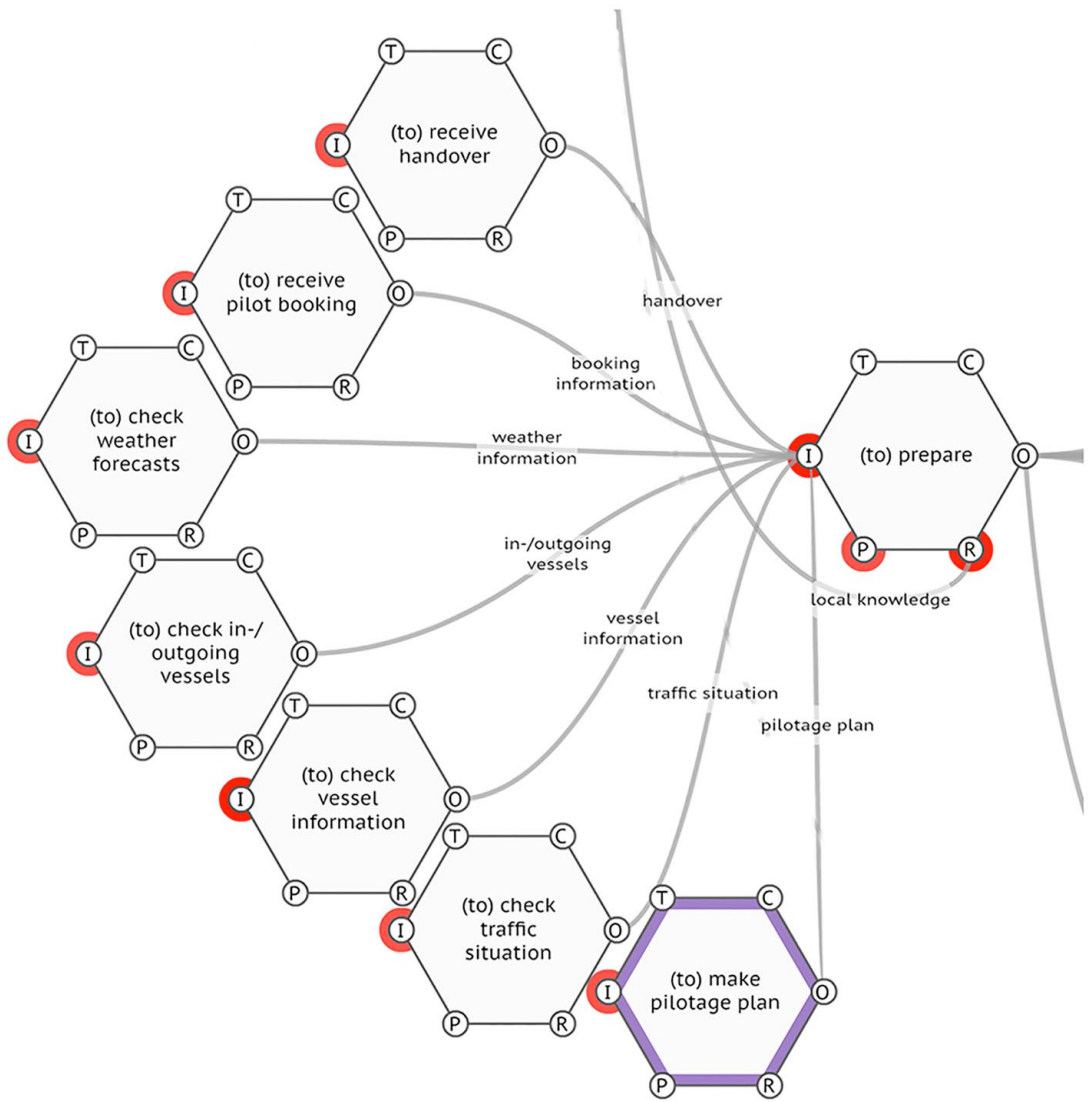 T C
(to) receive
handover
I O
P R
T C
(to) receive
pilot booking
I O
P R
handover
booking
information
T C
(to) check
weather
forecasts
I O
P R
weather
information
T C
(to) prepare
I O
P R
local knowledge
T C
(to) check in-/
outgoing
vessels
I O
P R
in-/outgoing
vessels
vessel
information
T C
(to) check
vessel
information
I O
P R
traffic situation
pilotage plan
T C
(to) check
traffic
situation
I O
P R
T C
(to) make
pilotage plan
I O
P R